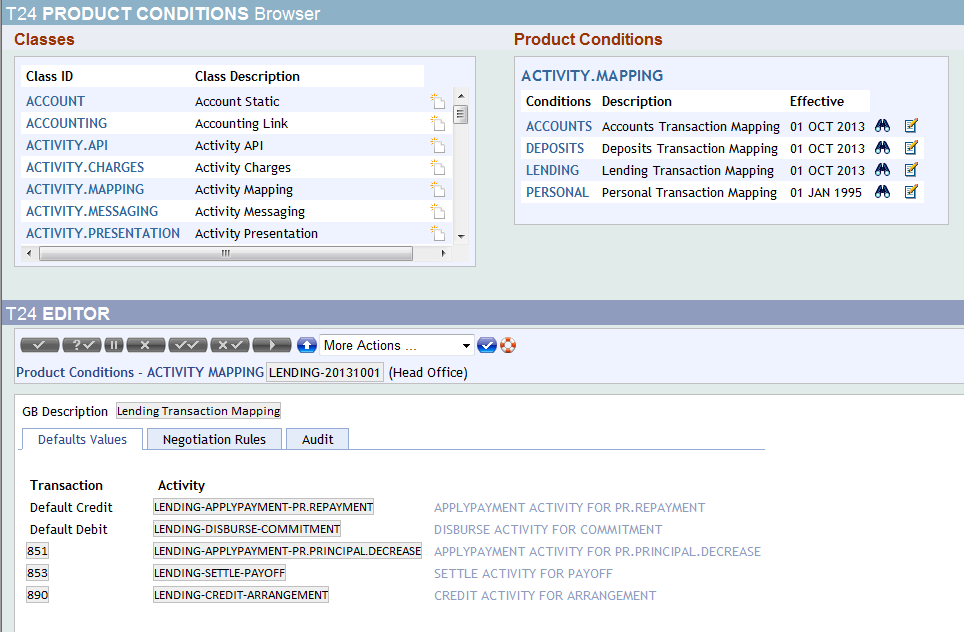 T24 PRODUCT CONDITIONS Browser
Classes
Class ID Class Description
ACCOUNT Account Static
ACCOUNTING Accounting Link
ACTIVITY.API Activity API
ACTIVITY.CHARGES Activity Charges
ACTIVITY.MAPPING Activity Mapping
ACTIVITY.MESSAGING Activity Messaging
ACTIVITY.PRESENTATION Activity Presentation
Product Conditions
ACTIVITY.MAPPING
Conditions Description Effective
ACCOUNTS Accounts Transaction Mapping 01 OCT 2013
DEPOSITS Deposits Transaction Mapping 01 OCT 2013
LENDING Lending Transaction Mapping 01 OCT 2013
PERSONAL Personal Transaction Mapping 01 JAN 1995
T24 EDITOR
More Actions ...
Product Conditions - ACTIVITY MAPPING LENDING-20131001 (Head Office)
GB Description Lending Transaction Mapping
Defaults Values Negotiation Rules Audit
Transaction Activity
Default Credit LENDING-APPLYPAYMENT-PR.REPAYMENT APPLYPAYMENT ACTIVITY FOR PR.REPAYMENT
Default Debit LENDING-DISBURSE-COMMITMENT DISBURSE ACTIVITY FOR COMMITMENT
851 LENDING-APPLYPAYMENT-PR.PRINCIPAL.DECREASE APPLYPAYMENT ACTIVITY FOR PR.PRINCIPAL.DECREASE
853 LENDING-SETTLE-PAYOFF SETTLE ACTIVITY FOR PAYOFF
890 LENDING-CREDIT-ARRANGEMENT CREDIT ACTIVITY FOR ARRANGEMENT